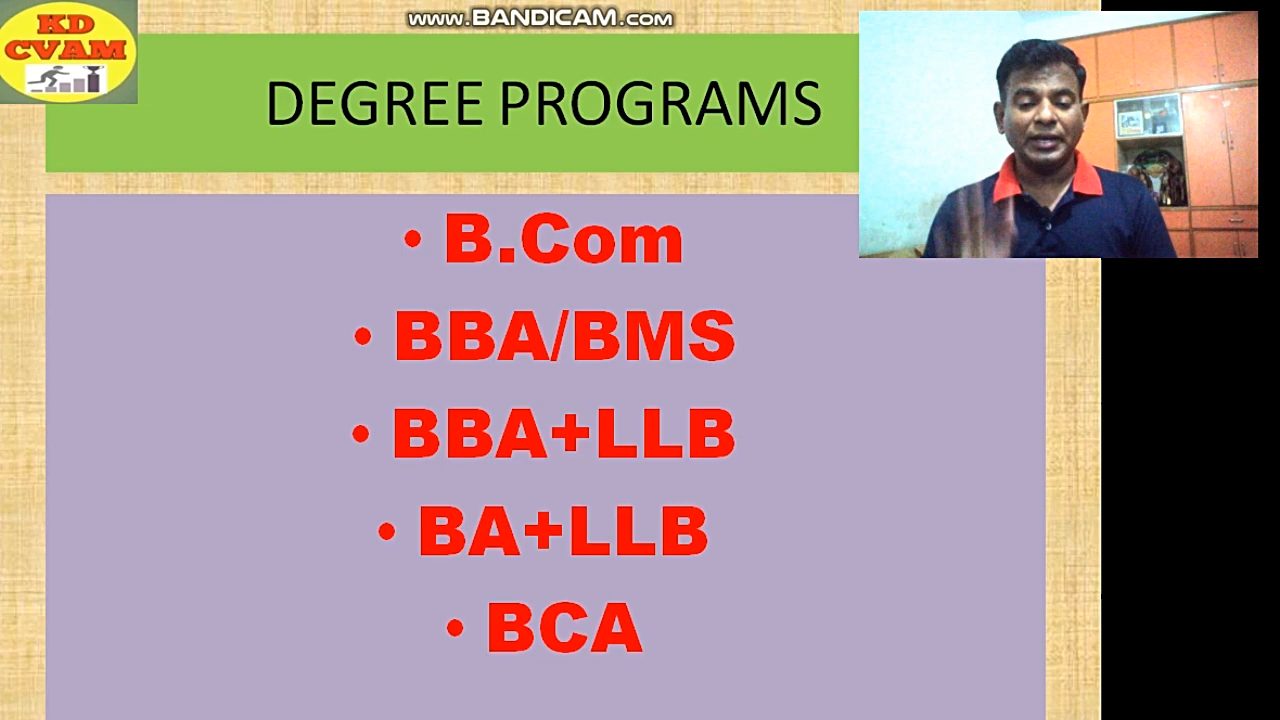 www.BANDICAM.com
KD
CVAM
DEGREE PROGRAMS
• B.Com
• BBA/BMS
• BBA+LLB
• BA+LLB
• BCA